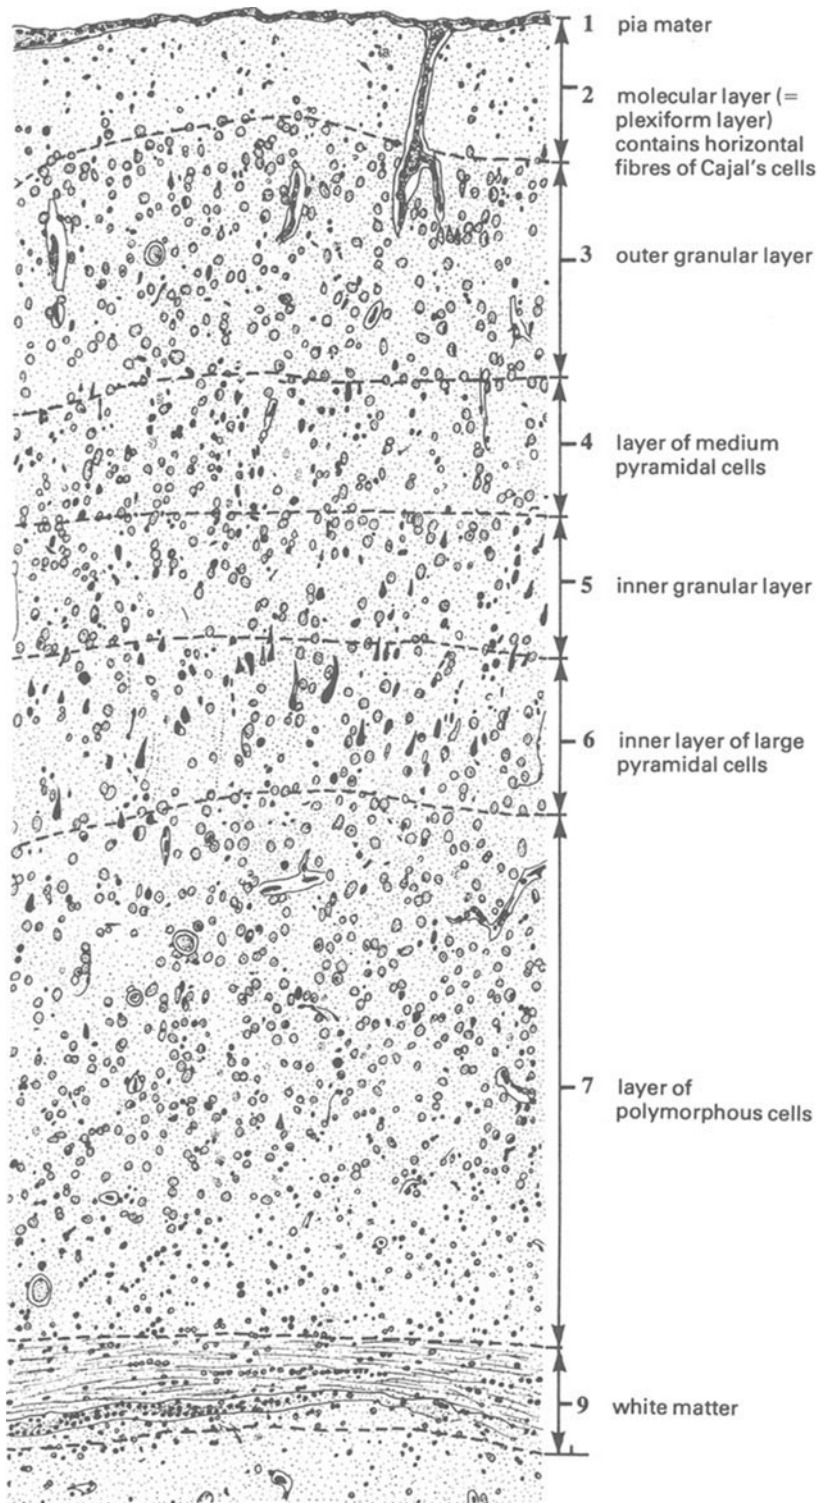 1 pia mater
2 molecular layer (=
plexiform layer)
contains horizontal
fibres of Cajal's cells
3 outer granular layer
4 layer of medium
pyramidal cells
5 inner granular layer
6 inner layer of large
pyramidal cells
7 layer of
polymorphous cells
9 white matter